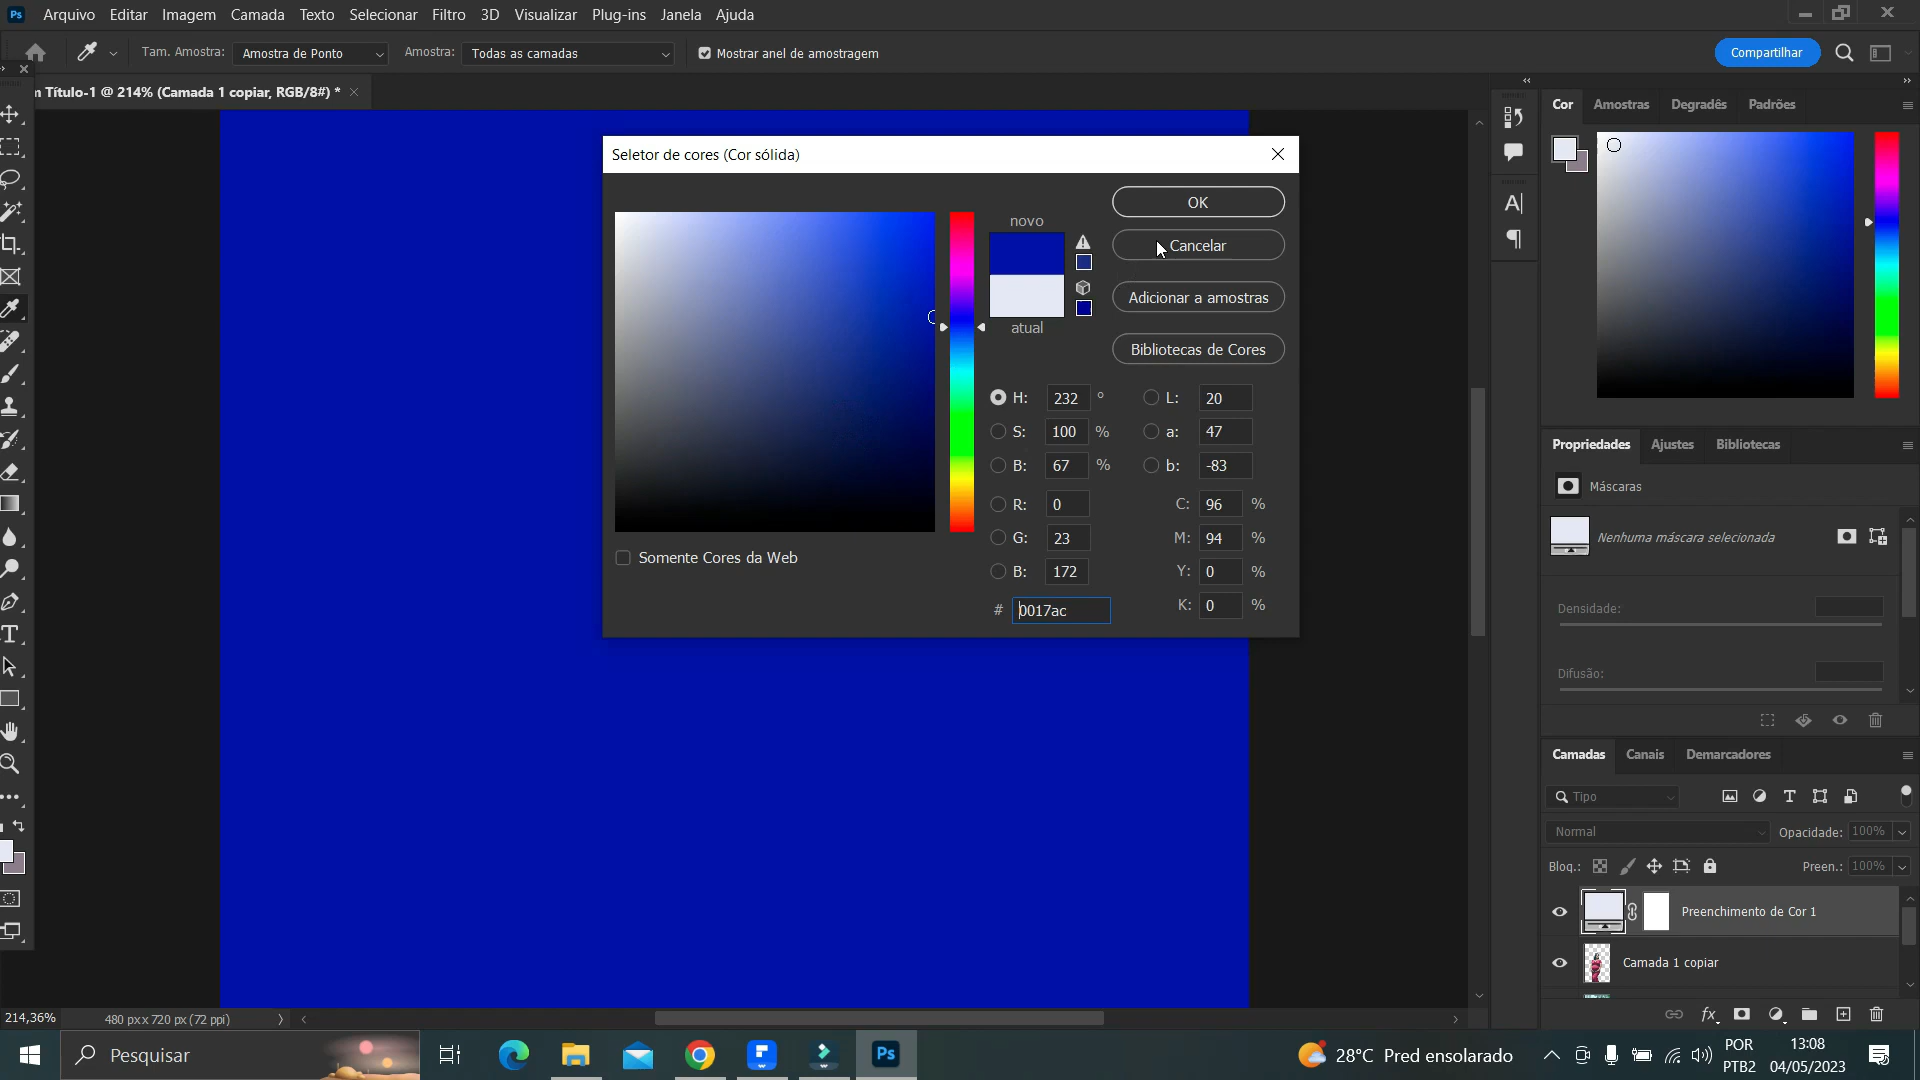 Ps Arquivo Editar Imagem Camada Texto Selecionar Filtro 3D Visualizar Plug-ins Janela Ajuda
Tam. Amostra: Amostra de Ponto Amostra: Todas as camadas Mostrar anel de amostragem Compartilhar
m Título-1 @ 214% (Camada 1 copiar, RGB/8#) *
Cor Amostras Degradês Padrões
Seletor de cores (Cor sólida)
novo
atual
OK
Cancelar
Adicionar a amostras
Bibliotecas de Cores
H: 232 ° L: 20
S: 100 % a: 47
B: 67 % b: -83
R: 0 C: 96 %
G: 23 M: 94 %
B: 172 Y: 0 %
# 0017ac K: 0 %
Somente Cores da Web
Propriedades Ajustes Bibliotecas
Máscaras
Nenhuma máscara selecionada
Densidade:
Difusão:
Camadas Canais Demarcadores
Tipo
Normal Opacidade: 100%
Bloq.: Preen.: 100%
Preenchimento de Cor 1
Camada 1 copiar
fx
214,36% 480 px x 720 px (72 ppi)
Pesquisar
Ps
28°C Pred ensolarado
POR
PTB2
13:08
04/05/2023